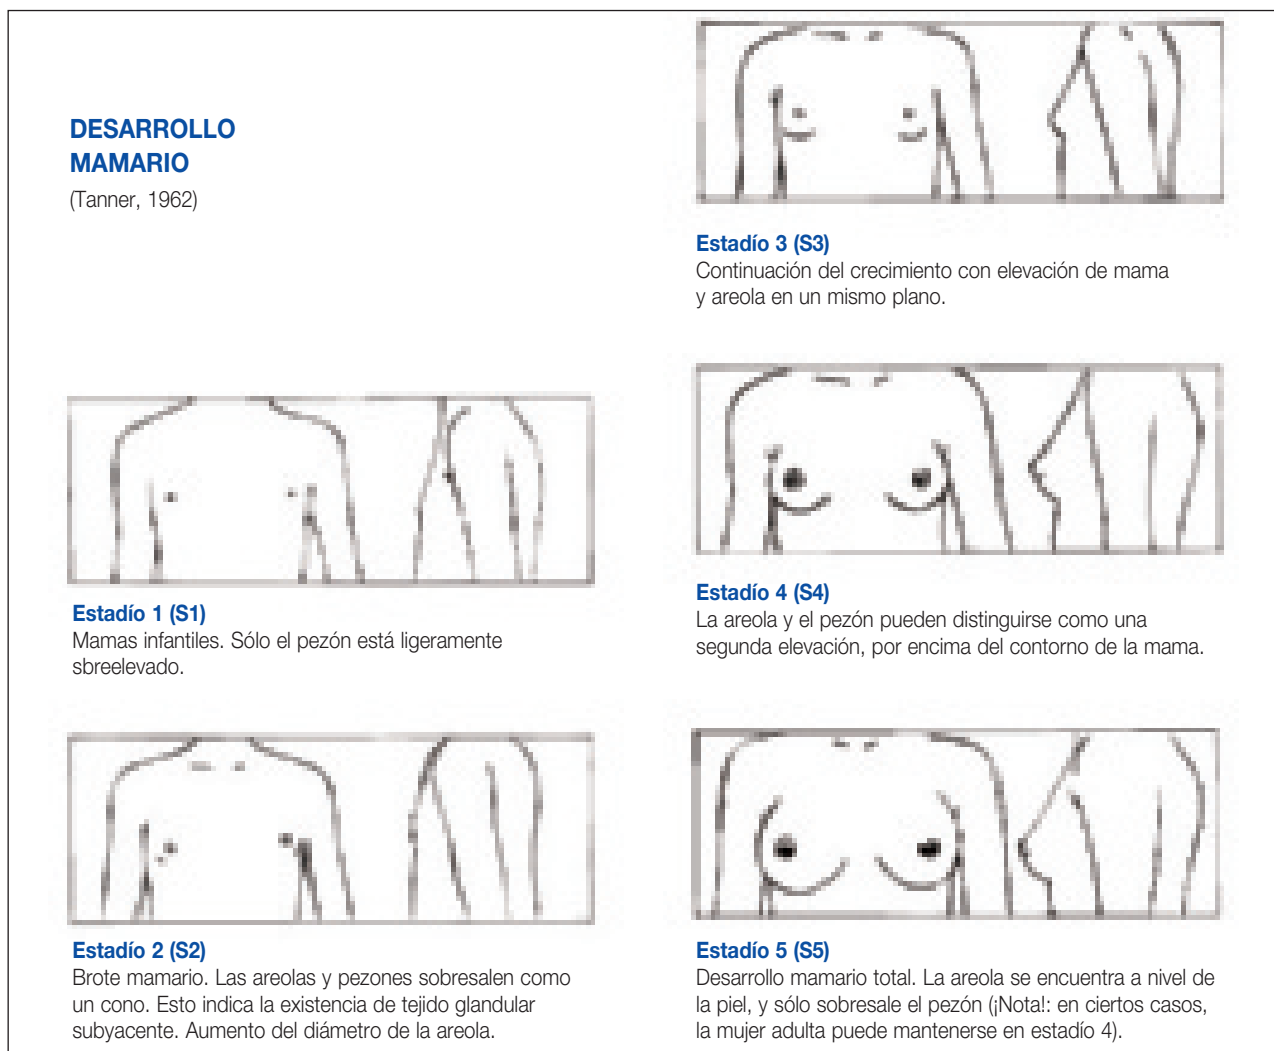 DESARROLLO
MAMARIO
(Tanner, 1962)
Estadío 1 (S1)
Mamas infantiles. Sólo el pezón está ligeramente
sbreelevado.
Estadío 2 (S2)
Brote mamario. Las areolas y pezones sobresalen como
un cono. Esto indica la existencia de tejido glandular
subyacente. Aumento del diámetro de la areola.
Estadío 3 (S3)
Continuación del crecimiento con elevación de mama
y areola en un mismo plano.
Estadío 4 (S4)
La areola y el pezón pueden distinguirse como una
segunda elevación, por encima del contorno de la mama.
Estadío 5 (S5)
Desarrollo mamario total. La areola se encuentra a nivel de
la piel, y sólo sobresale el pezón (¡Nota!: en ciertos casos,
la mujer adulta puede mantenerse en estadío 4).